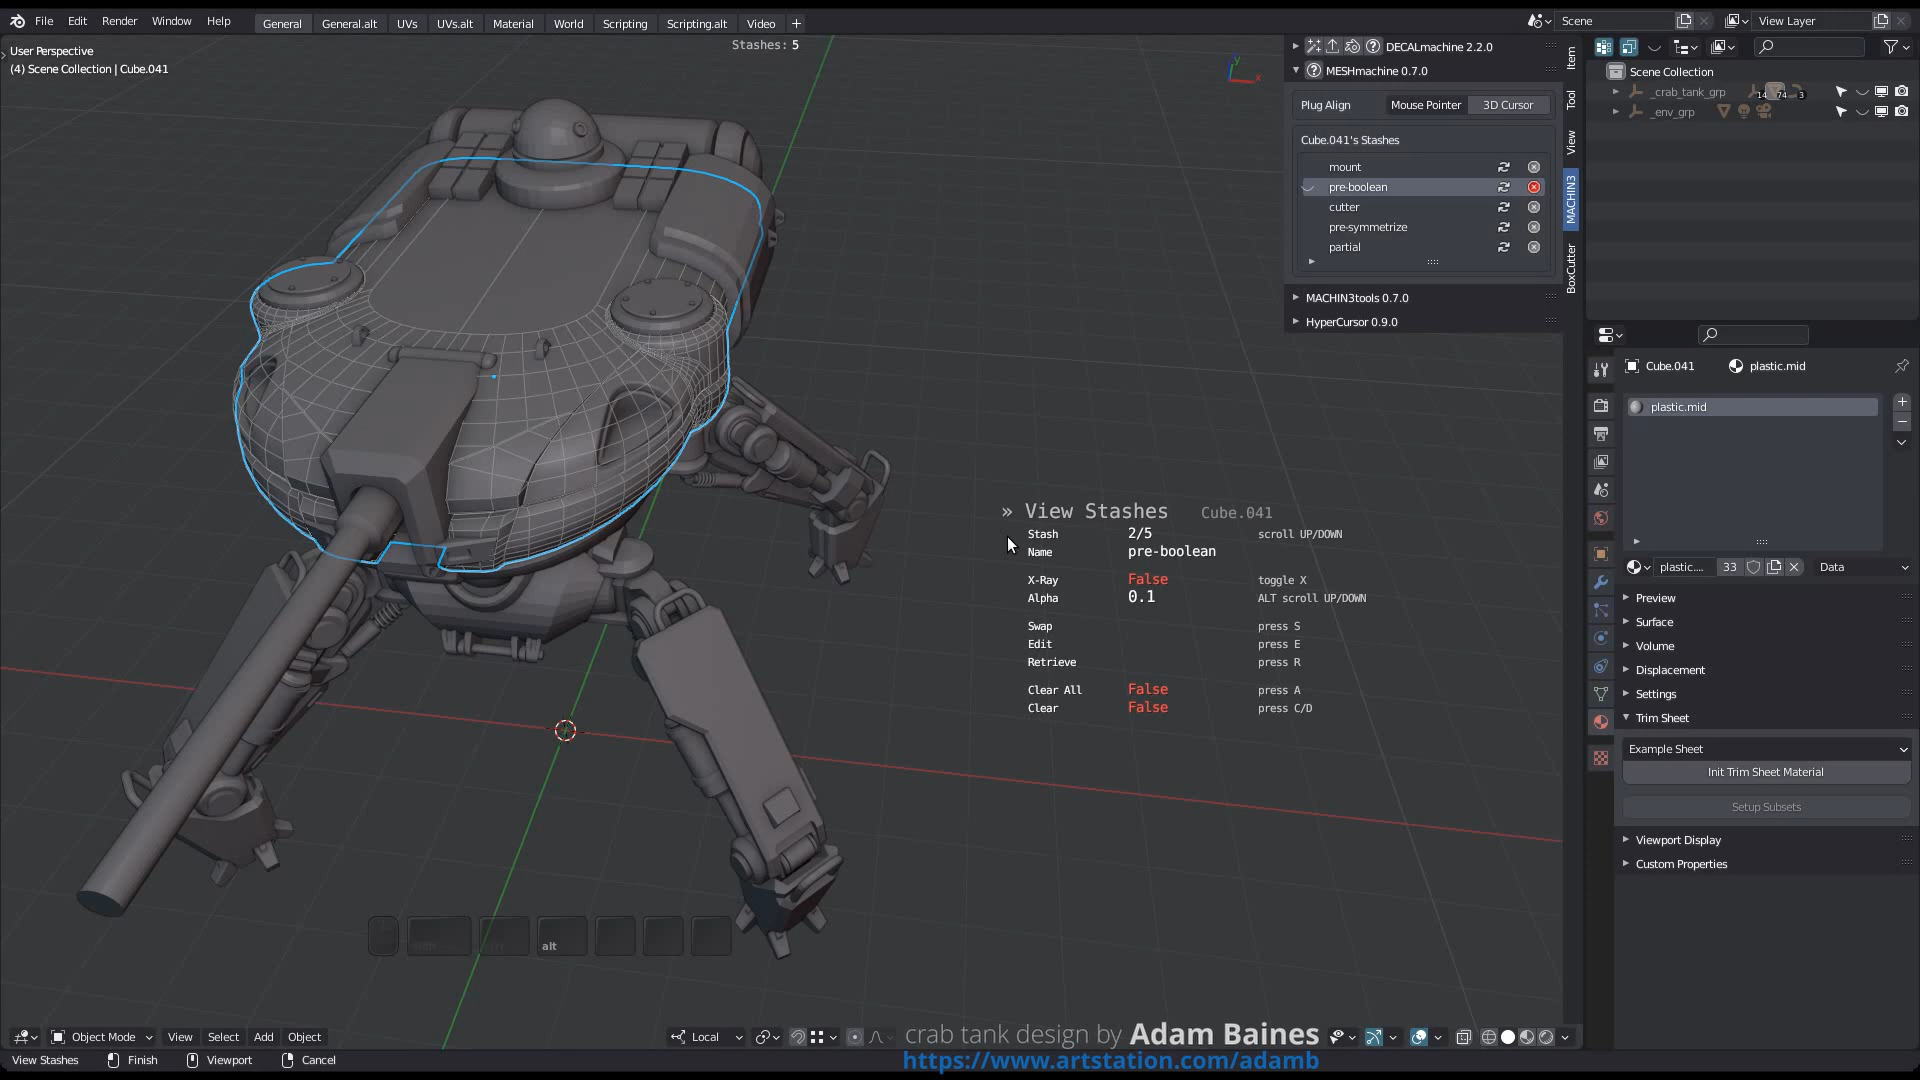 File Edit Render Window Help General General.alt UVs UVs.alt Material World Scripting Scripting.alt Video + Scene View Layer
User Perspective
(4) Scene Collection | Cube.041
Stashes: 5
Y
X
DECALmachine 2.2.0
MESHmachine 0.7.0
Plug Align Mouse Pointer 3D Cursor
Cube.041's Stashes
mount
pre-boolean
cutter
pre-symmetrize
partial
MACHIN3tools 0.7.0
HyperCursor 0.9.0
Item
Tool
View
MACHIN3
BoxCutter
Scene Collection
_crab_tank_grp 14 74 3
_env_grp
Cube.041 plastic.mid
plastic.mid
plastic.... 33 Data
Preview
Surface
Volume
Displacement
Settings
Trim Sheet
Example Sheet
Init Trim Sheet Material
Setup Subsets
Viewport Display
Custom Properties
» View Stashes Cube.041
Stash 2/5 scroll UP/DOWN
Name pre-boolean
X-Ray False toggle X
Alpha 0.1 ALT scroll UP/DOWN
Swap press S
Edit press E
Retrieve press R
Clear All False press A
Clear False press C/D
alt
Object Mode View Select Add Object Local
crab tank design by Adam Baines
https://www.artstation.com/adamb
View Stashes Finish Viewport Cancel